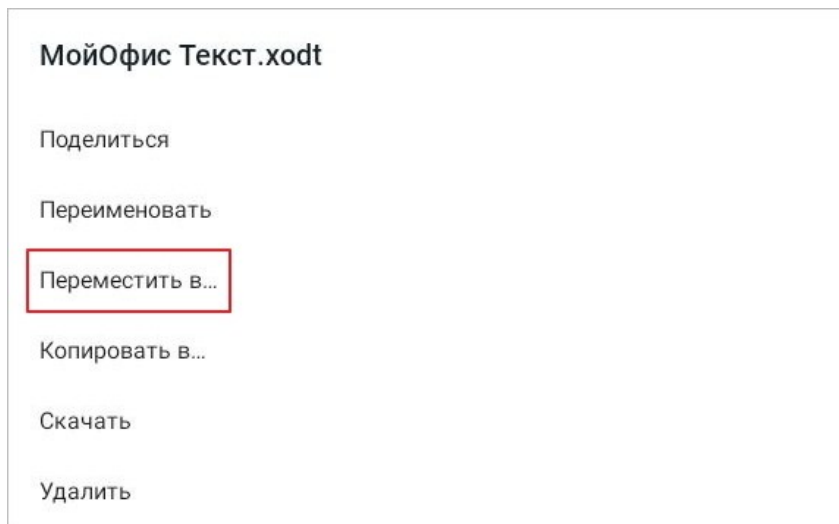 МойОфис Текст.xodt
Поделиться
Переименовать
Переместить в...
Копировать в...
Скачать
Удалить